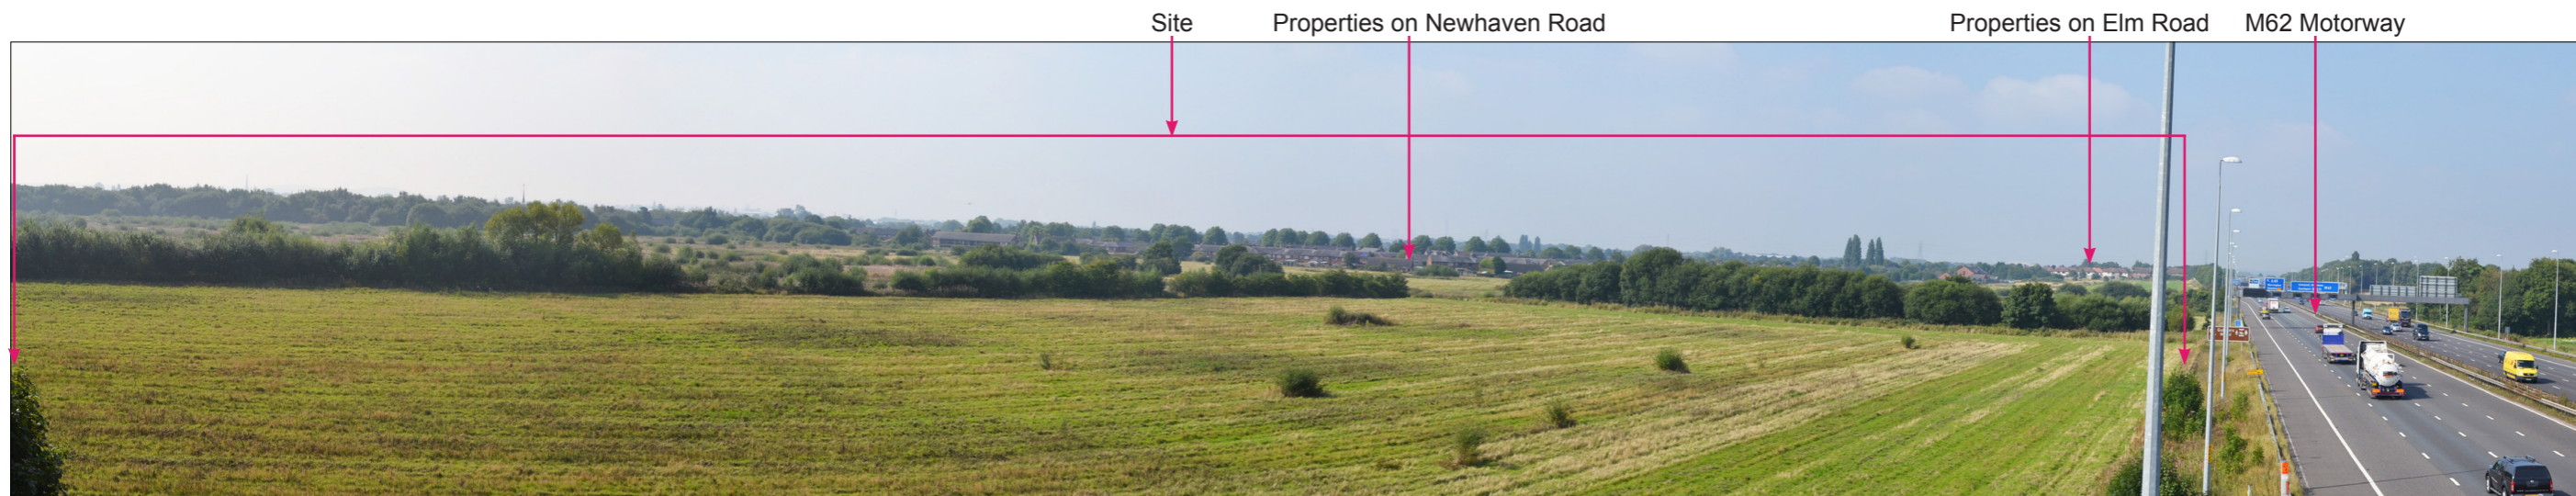 Site
Properties on Newhaven Road
Properties on Elm Road
M62 Motorway